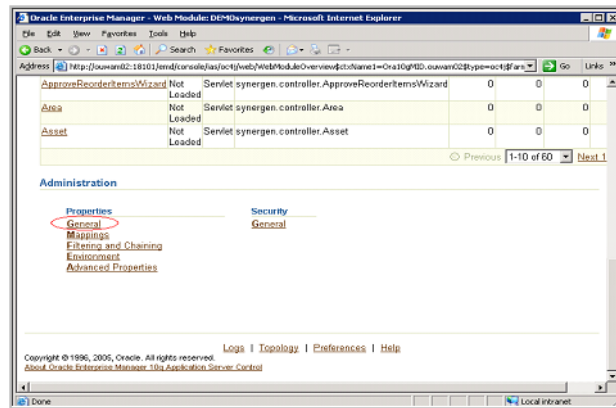 Oracle Enterprise Manager - Web Module: DEMOsynergen - Microsoft Internet Explorer
File Edit View Favorites Tools Help
Back Search Favorites
Address http://ouwam02:18101/emd/console/ias/oc4j/web/WebModuleOverview$ctxName1=Ora10gMID.ouwam02$type=oc4j$farm Go Links »
ApproveReorderItemsWizard Not Loaded Servlet synergen.controller.ApproveReorderItemsWizard 0 0 0
Area Not Loaded Servlet synergen.controller.Area 0 0 0
Asset Not Loaded Servlet synergen.controller.Asset 0 0 0
Previous 1-10 of 60 Next 1
Administration
Properties Security
General General
Mappings
Filtering and Chaining
Environment
Advanced Properties
Logs | Topology | Preferences | Help
Copyright © 1996, 2005, Oracle. All rights reserved.
About Oracle Enterprise Manager 10g Application Server Control
Done Local intranet